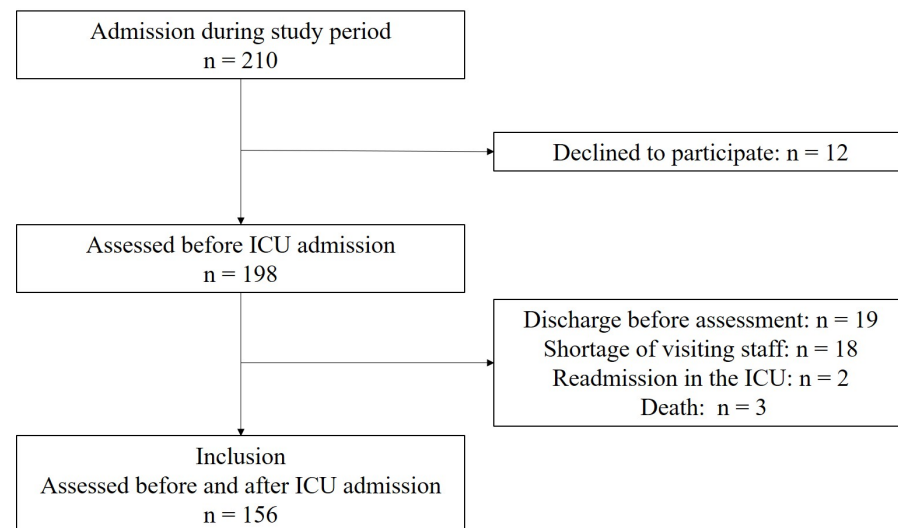 Admission during study period
n = 210
Declined to participate: n = 12
Assessed before ICU admission
n = 198
Discharge before assessment: n = 19
Shortage of visiting staff: n = 18
Readmission in the ICU: n = 2
Death:  n = 3
Inclusion
Assessed before and after ICU admission
n = 156